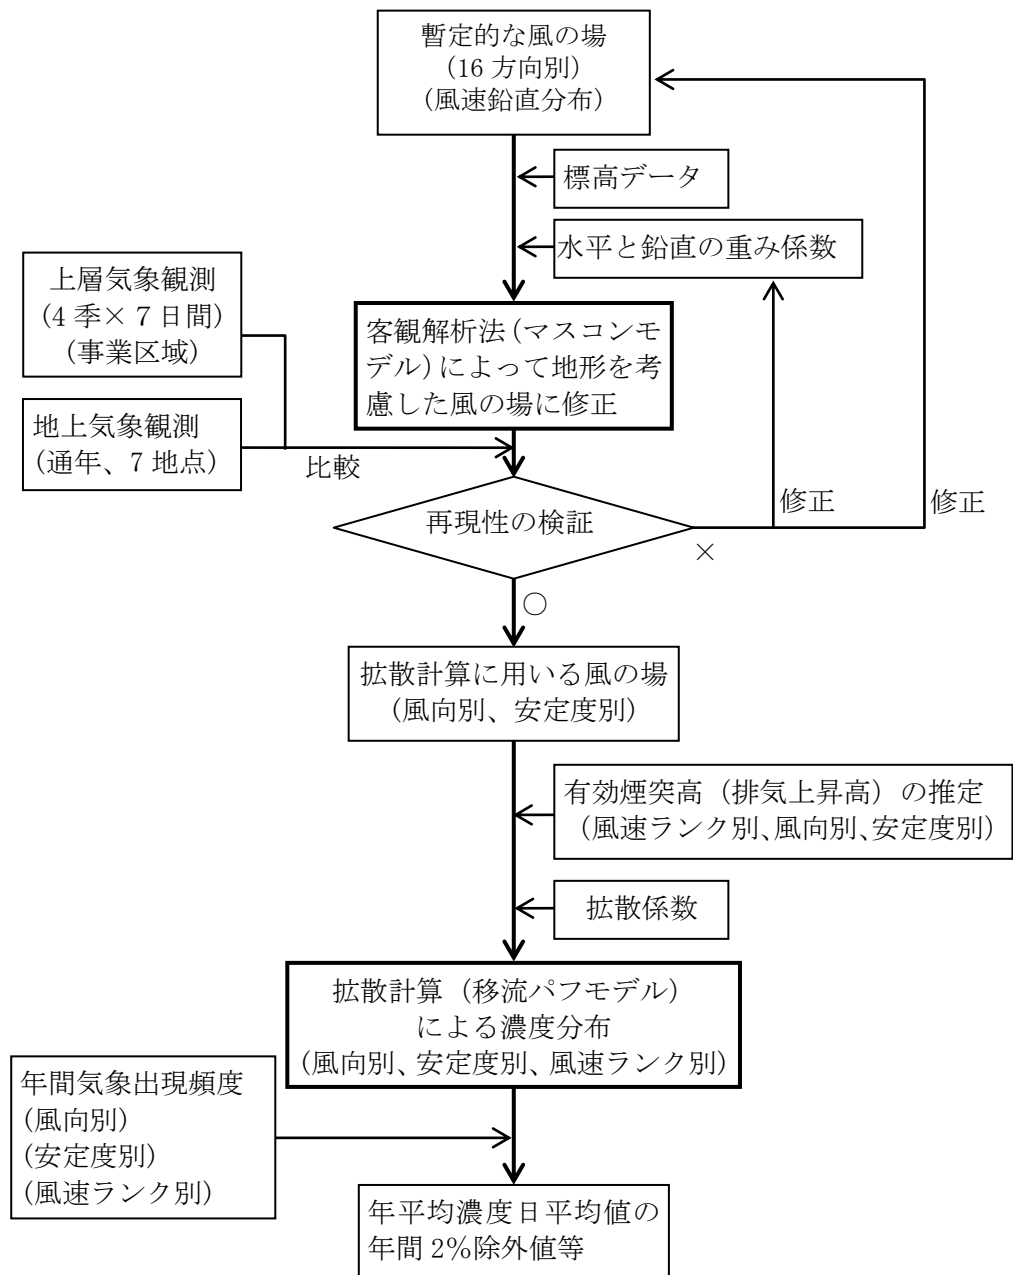 暫定的な風の場
(16 方向別)
(風速鉛直分布)
標高データ
水平と鉛直の重み係数
上層気象観測
(4 季×７日間)
(事業区域)
客観解析法(マスコンモ
デル)によって地形を考
慮した風の場に修正
地上気象観測
(通年、7 地点)
比較
再現性の検証
修正
修正
×
○
拡散計算に用いる風の場
(風向別、安定度別)
有効煙突高（排気上昇高）の推定
(風速ランク別、風向別、安定度別)
拡散係数
拡散計算（移流パフモデル）
による濃度分布
(風向別、安定度別、風速ランク別)
年間気象出現頻度
(風向別)
(安定度別)
(風速ランク別)
年平均濃度日平均値の
年間 2％除外値等